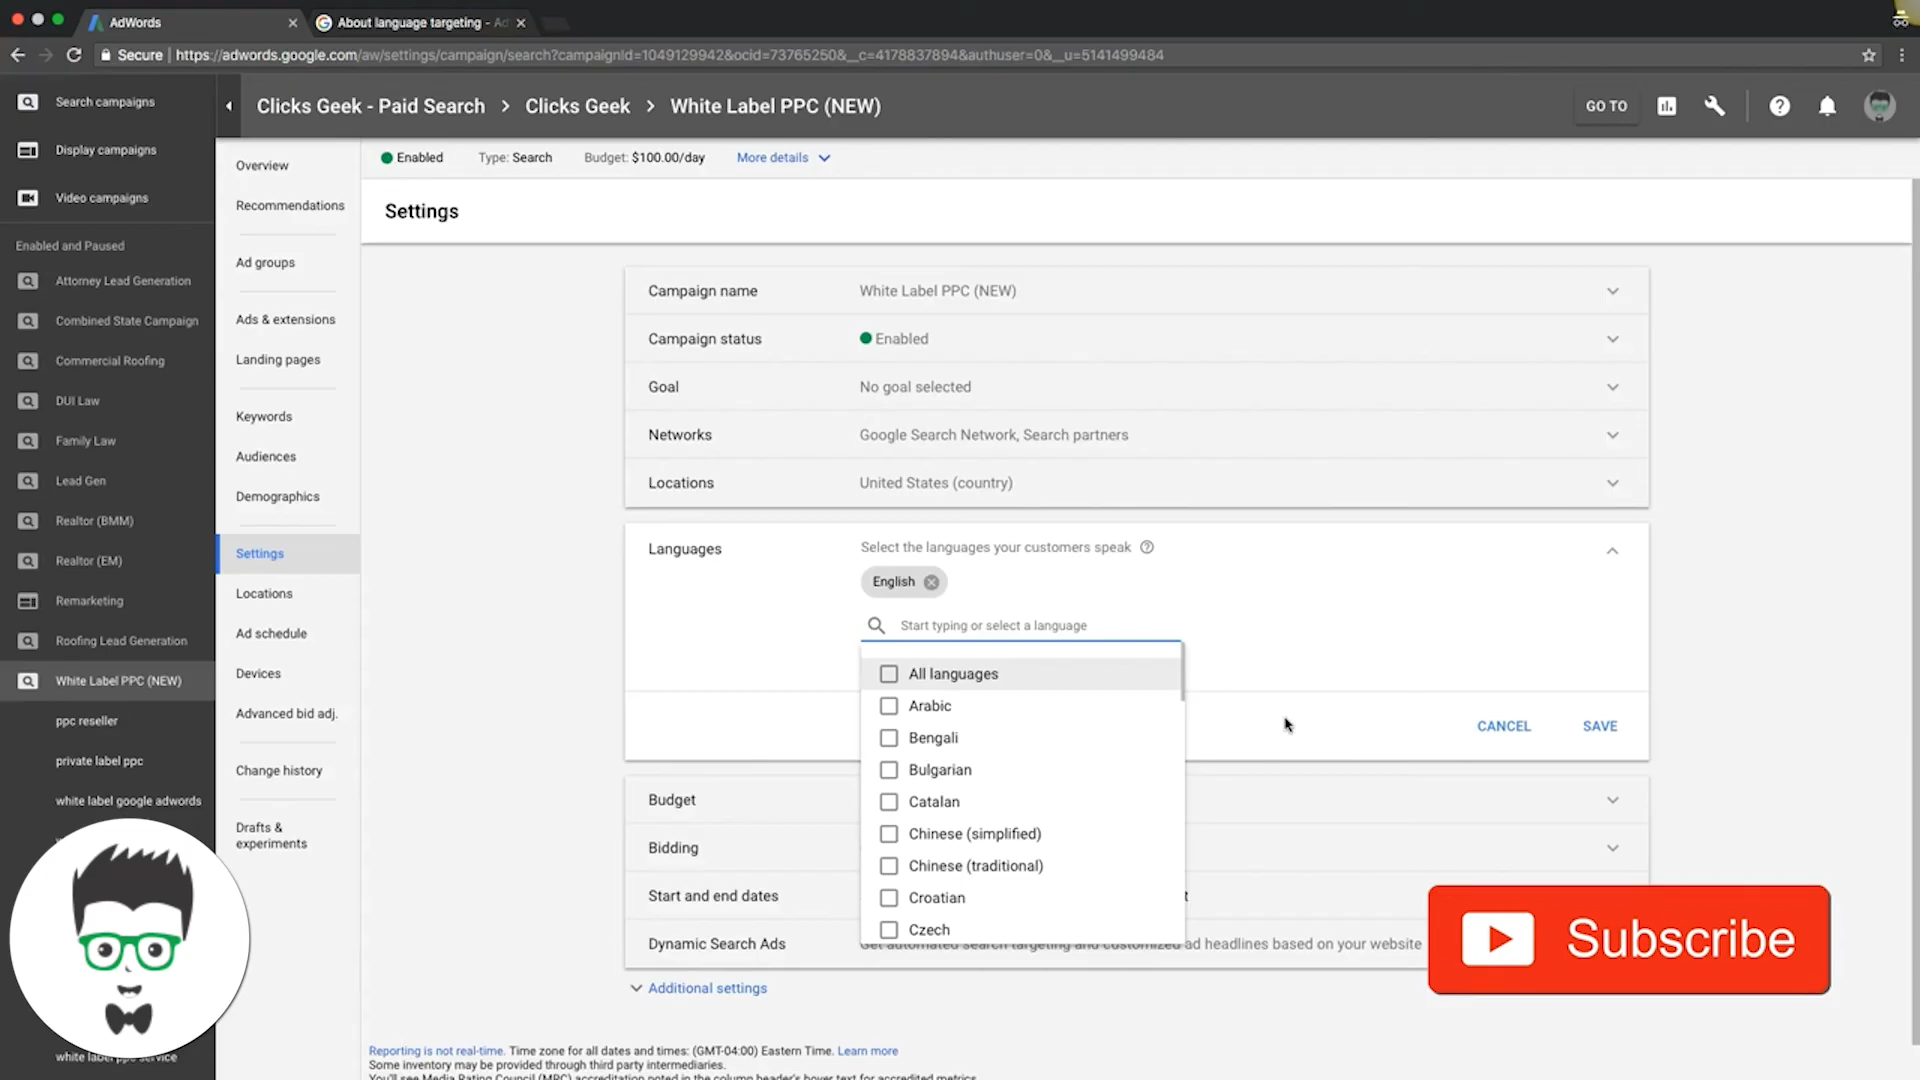 AdWords
About language targeting - Ad
Secure
https://adwords.google.com/aw/settings/campaign/search?campaignId=1049129942&ocid=73765250&__c=4178837894&authuser=0&__u=5141499484
Search campaigns
Display campaigns
Video campaigns
Enabled and Paused
Attorney Lead Generation
Combined State Campaign
Commercial Roofing
DUI Law
Family Law
Lead Gen
Realtor (BMM)
Realtor (EM)
Remarketing
Roofing Lead Generation
White Label PPC (NEW)
ppc reseller
private label ppc
white label google adwords
white label ppc service
Clicks Geek - Paid Search > Clicks Geek > White Label PPC (NEW)
GO TO
Overview
Recommendations
Ad groups
Ads & extensions
Landing pages
Keywords
Audiences
Demographics
Settings
Locations
Ad schedule
Devices
Advanced bid adj.
Change history
Drafts &
experiments
Enabled Type: Search Budget: $100.00/day More details
Settings
Campaign name White Label PPC (NEW)
Campaign status Enabled
Goal No goal selected
Networks Google Search Network, Search partners
Locations United States (country)
Languages Select the languages your customers speak
English
Start typing or select a language
All languages
Arabic
Bengali
Bulgarian
Catalan
Chinese (simplified)
Chinese (traditional)
Croatian
Czech
CANCEL SAVE
Budget
Bidding
Start and end dates
Dynamic Search Ads Get automated search targeting and customized ad headlines based on your website
Additional settings
Subscribe
Reporting is not real-time. Time zone for all dates and times: (GMT-04:00) Eastern Time. Learn more
Some inventory may be provided through third party intermediaries.
You'll see Media Rating Council (MRC) accreditation noted in the column header's hover text for accredited metrics.